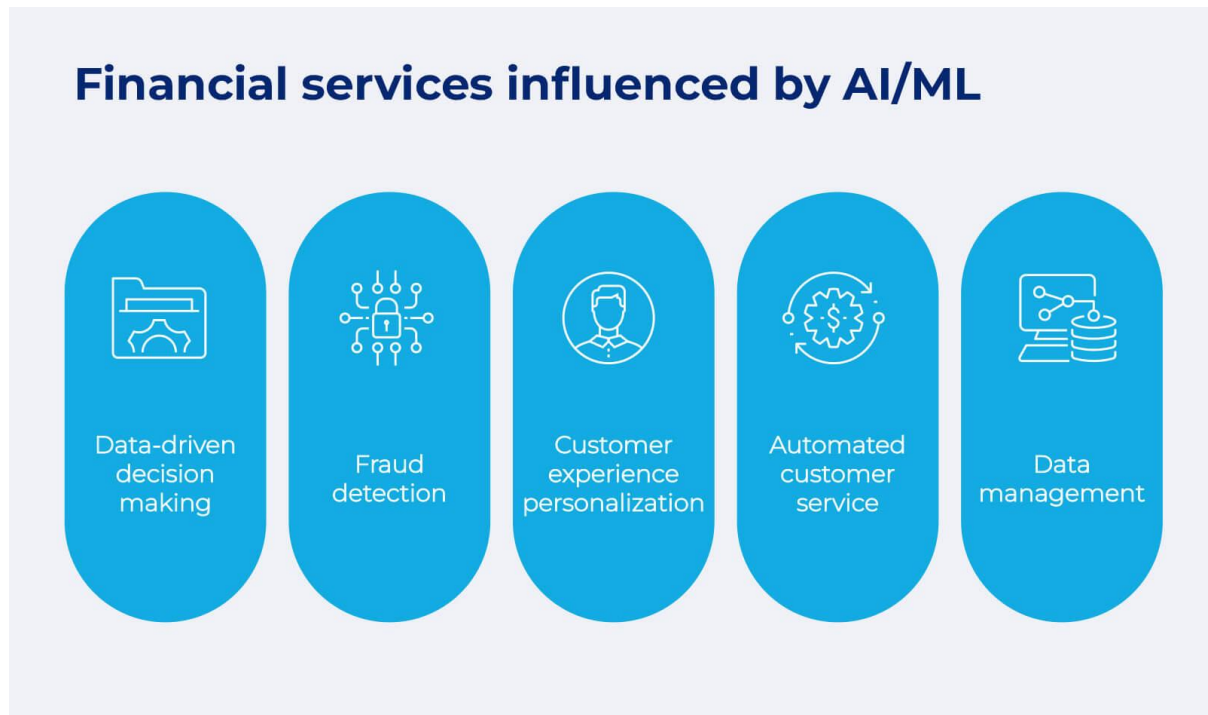 Financial services influenced by AI/ML
Data-driven
decision
making
Fraud
detection
Customer
experience
personalization
Automated
customer
service
Data
management